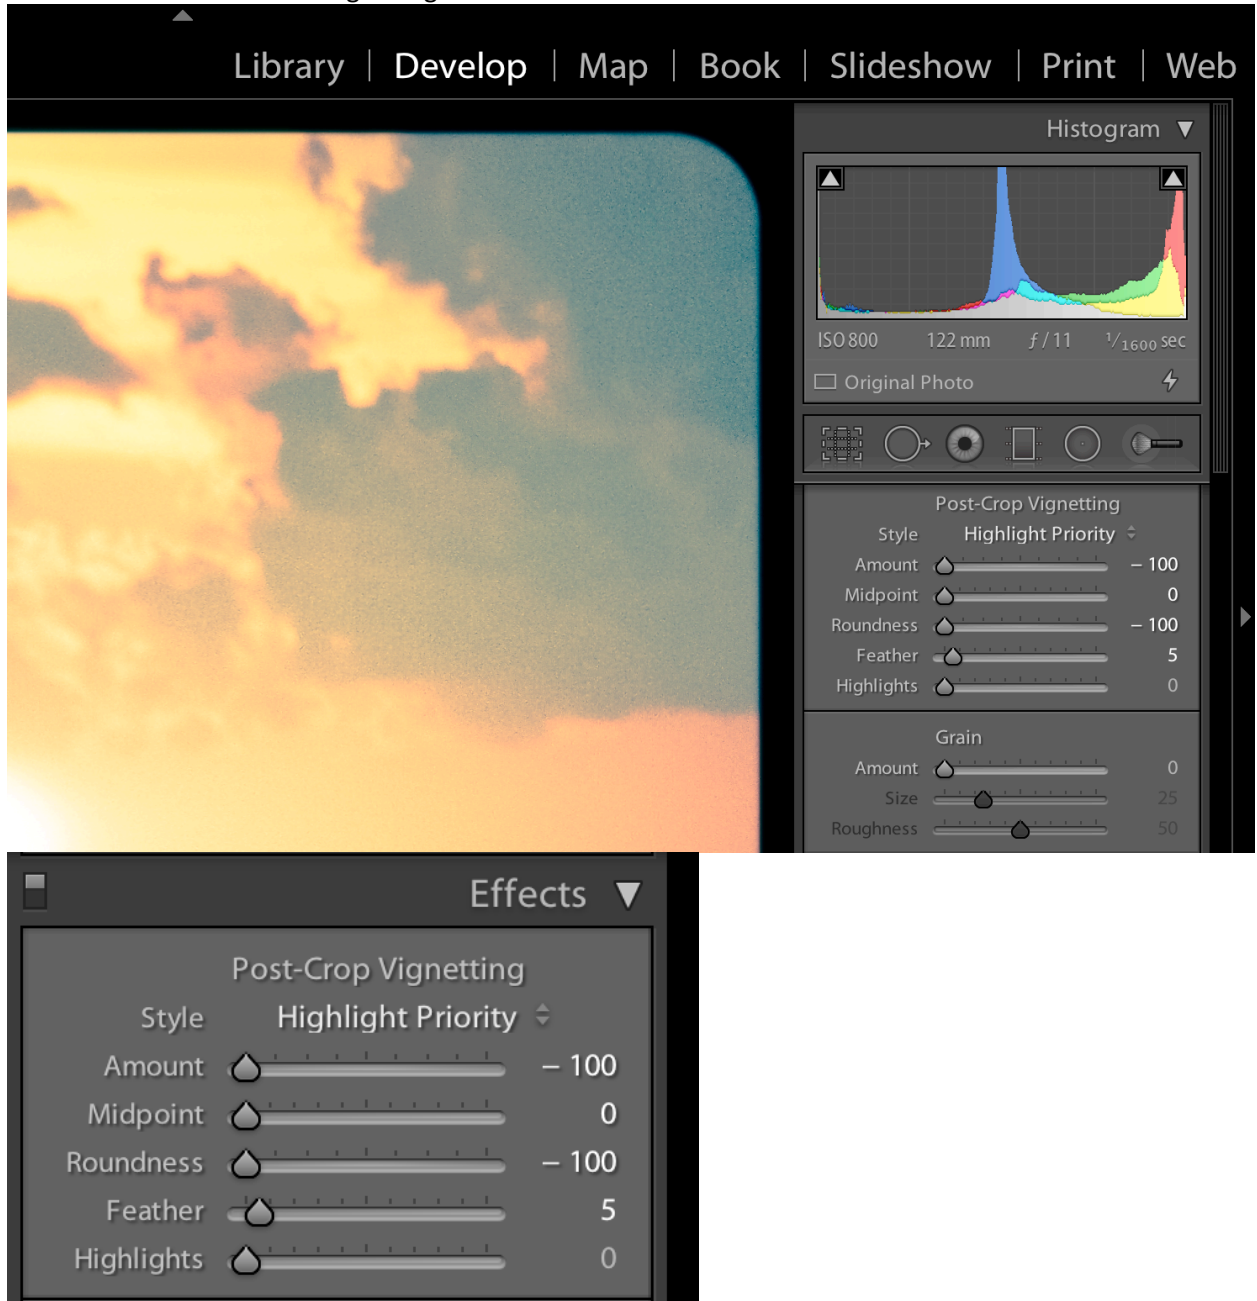 Library | Develop | Map | Book | Slideshow | Print | Web
Histogram
ISO 800 122 mm ƒ / 11 1/1600 sec
Original Photo
Post-Crop Vignetting
Style Highlight Priority
Amount – 100
Midpoint 0
Roundness – 100
Feather 5
Highlights 0
Grain
Amount 0
Size 25
Roughness 50
Effects
Post-Crop Vignetting
Style Highlight Priority
Amount – 100
Midpoint 0
Roundness – 100
Feather 5
Highlights 0